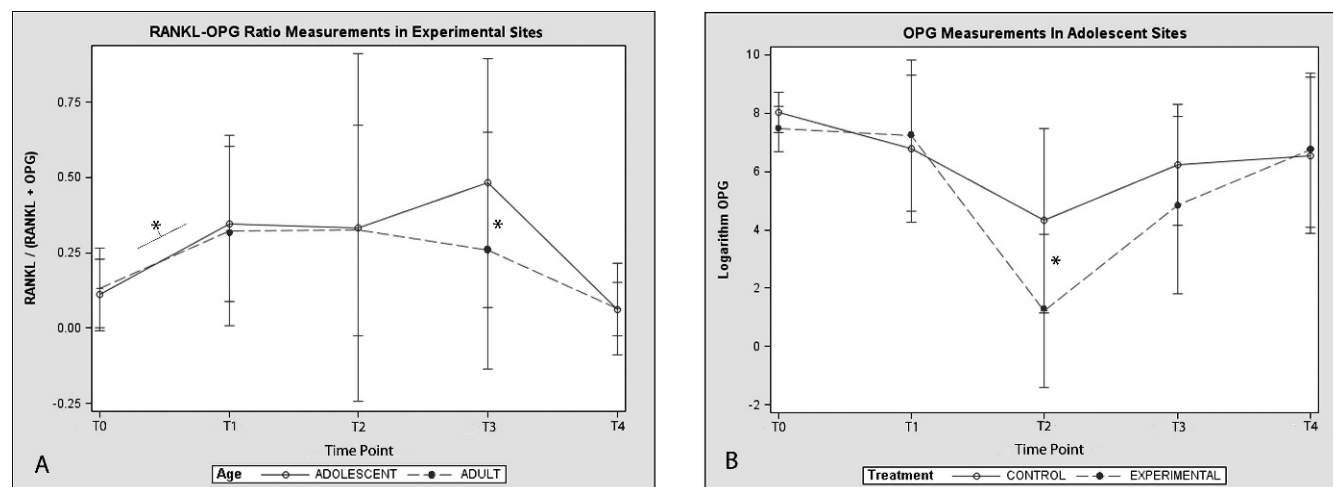 RANKL-OPG Ratio Measurements in Experimental Sites
RANKL / (RANKL + OPG)
0.75
0.50
0.25
0.00
-0.25
*
*
T0 T1 T2 T3 T4
Time Point
A
Age ADOLESCENT ADULT
OPG Measurements In Adolescent Sites
Logarithm OPG
10
8
6
4
2
0
-2
*
T0 T1 T2 T3 T4
Time Point
B
Treatment CONTROL EXPERIMENTAL